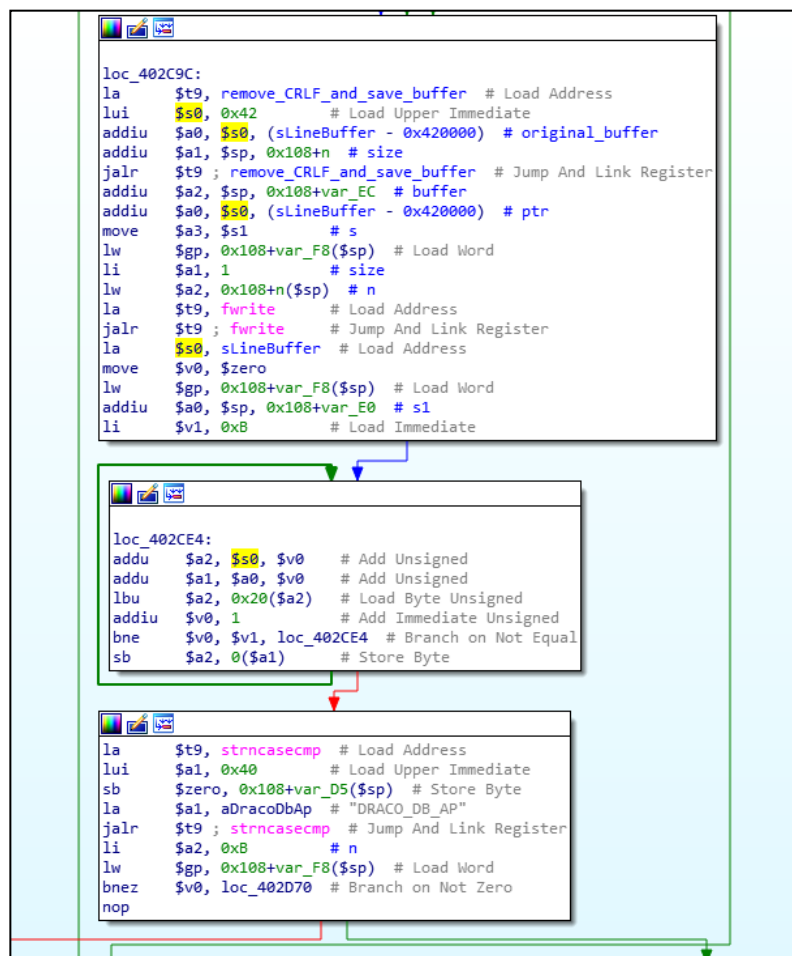 loc_402C9C:
la $t9, remove_CRLF_and_save_buffer # Load Address
lui $s0, 0x42 # Load Upper Immediate
addiu $a0, $s0, (sLineBuffer - 0x420000) # original_buffer
addiu $a1, $sp, 0x108+n # size
jalr $t9 ; remove_CRLF_and_save_buffer # Jump And Link Register
addiu $a2, $sp, 0x108+var_EC # buffer
addiu $a0, $s0, (sLineBuffer - 0x420000) # ptr
move $a3, $s1 # s
lw $gp, 0x108+var_F8($sp) # Load Word
li $a1, 1 # size
lw $a2, 0x108+n($sp) # n
la $t9, fwrite # Load Address
jalr $t9 ; fwrite # Jump And Link Register
la $s0, sLineBuffer # Load Address
move $v0, $zero
lw $gp, 0x108+var_F8($sp) # Load Word
addiu $a0, $sp, 0x108+var_E0 # s1
li $v1, 0xB # Load Immediate
loc_402CE4:
addu $a2, $s0, $v0 # Add Unsigned
addu $a1, $a0, $v0 # Add Unsigned
lbu $a2, 0x20($a2) # Load Byte Unsigned
addiu $v0, 1 # Add Immediate Unsigned
bne $v0, $v1, loc_402CE4 # Branch on Not Equal
sb $a2, 0($a1) # Store Byte
la $t9, strncasecmp # Load Address
lui $a1, 0x40 # Load Upper Immediate
sb $zero, 0x108+var_D5($sp) # Store Byte
la $a1, aDracoDbAp # "DRACO_DB_AP"
jalr $t9 ; strncasecmp # Jump And Link Register
li $a2, 0xB # n
lw $gp, 0x108+var_F8($sp) # Load Word
bnez $v0, loc_402D70 # Branch on Not Zero
nop